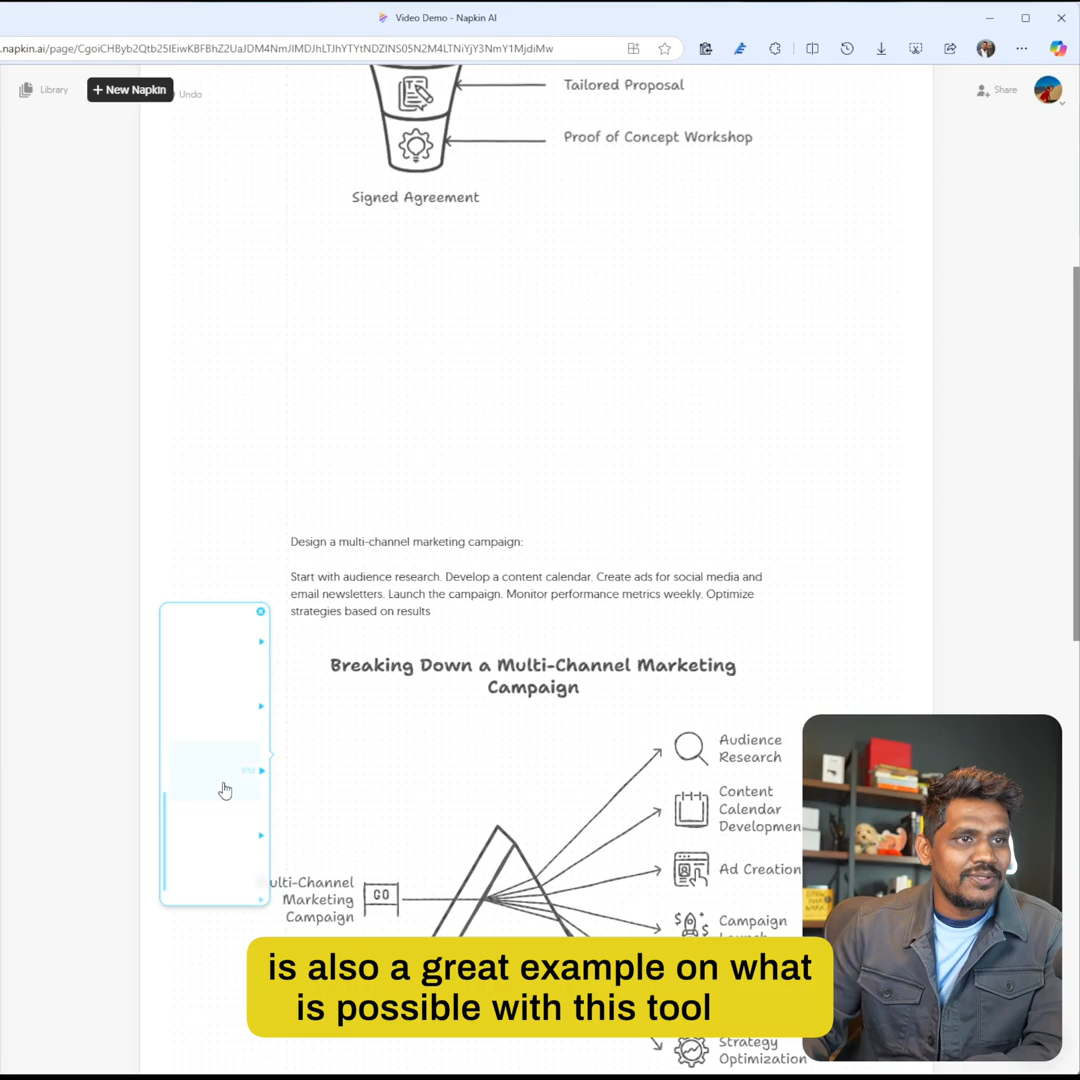 Video Demo - Napkin AI
.napkin.ai/page/CgoiCHByb2Qtb25lEiwKBFBhZ2UaJDM4NmJlMDJhLTJhYTYtNDZlNS05N2M4LTNiYjY3NmY1MjdiMw
Library
+ New Napkin
Undo
Share
Tailored Proposal
Proof of Concept Workshop
Signed Agreement
Design a multi-channel marketing campaign:
Start with audience research. Develop a content calendar. Create ads for social media and
email newsletters. Launch the campaign. Monitor performance metrics weekly. Optimize
strategies based on results
Breaking Down a Multi-Channel Marketing
Campaign
Audience
Research
Content
Calendar
Developmen
Ad Creation
ulti-Channel
Marketing
Campaign
GO
Campaign
is also a great example on what
is possible with this tool
Strategy
Optimization